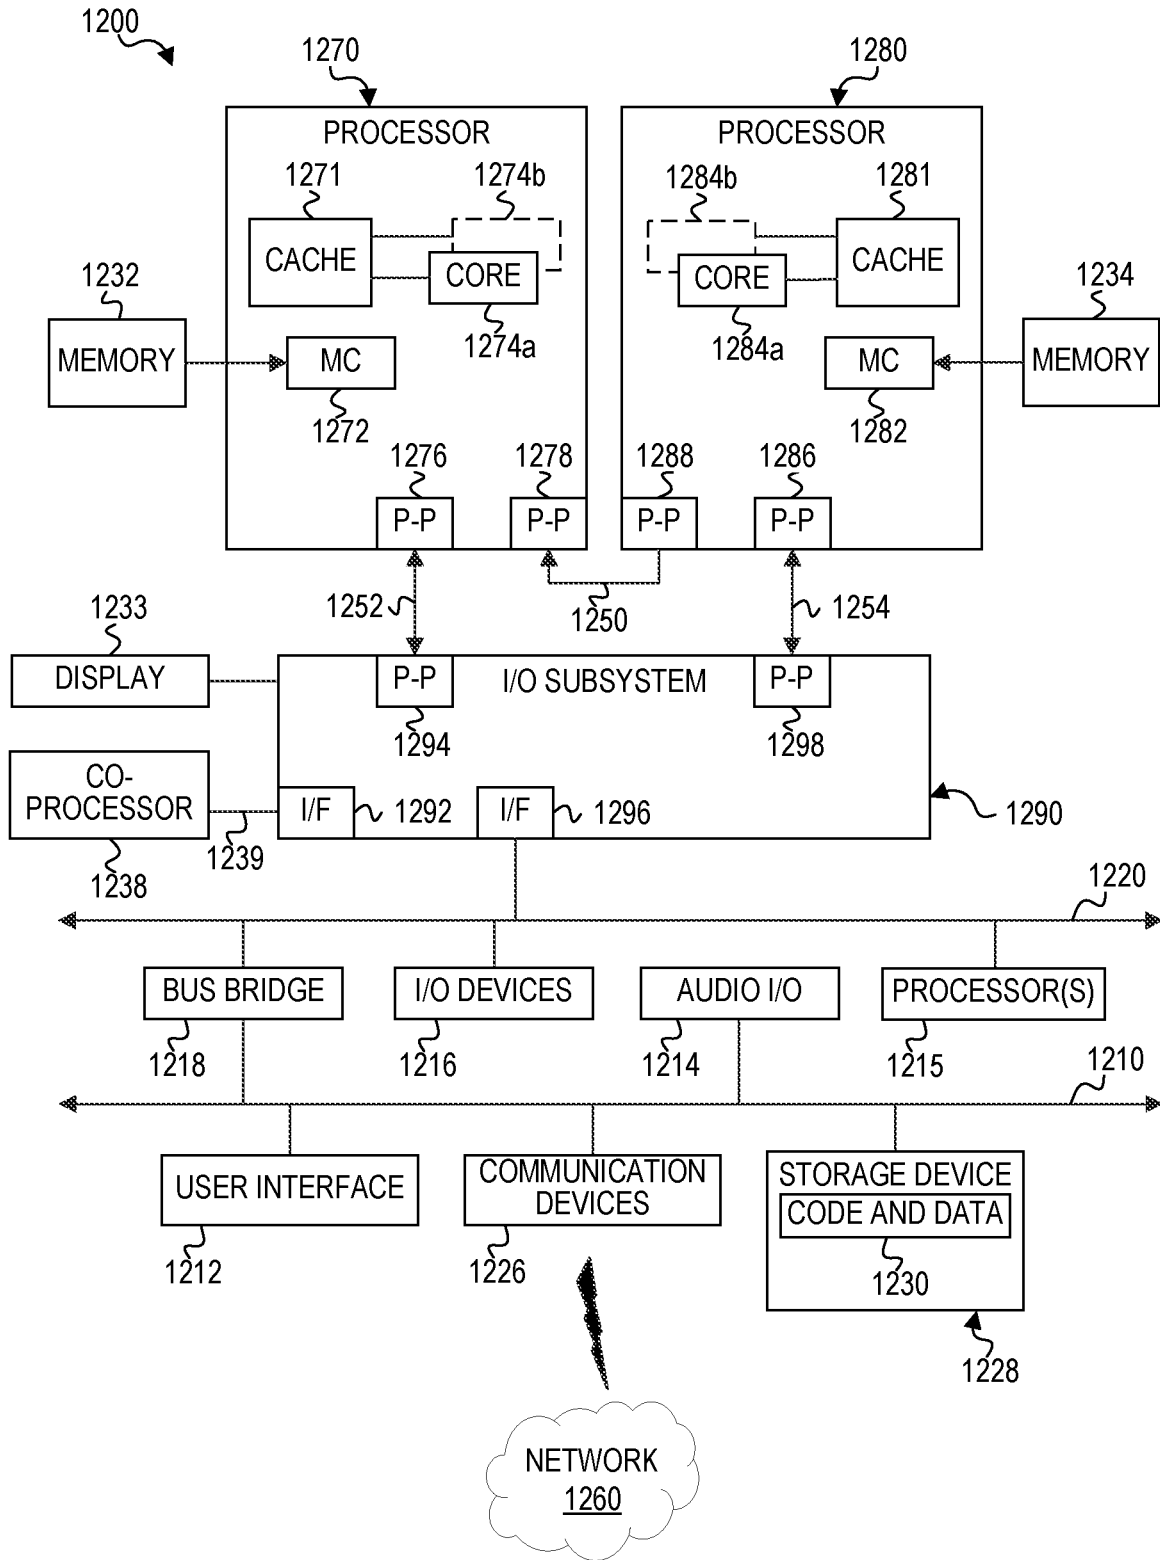 1200
1270
1280
PROCESSOR
PROCESSOR
1271
1274b
1284b
1281
CACHE
CORE
CORE
CACHE
1232
1234
1274a
1284a
MEMORY
MC
MC
MEMORY
1272
1282
1276
1278
1288
1286
P-P
P-P
P-P
P-P
1252
1250
1254
1233
DISPLAY
P-P
I/O SUBSYSTEM
P-P
1294
1298
CO-
PROCESSOR
I/F
1292
I/F
1296
1290
1239
1238
1220
BUS BRIDGE
I/O DEVICES
AUDIO I/O
PROCESSOR(S)
1218
1216
1214
1215
1210
USER INTERFACE
COMMUNICATION
DEVICES
STORAGE DEVICE
CODE AND DATA
1212
1226
1230
1228
NETWORK
1260